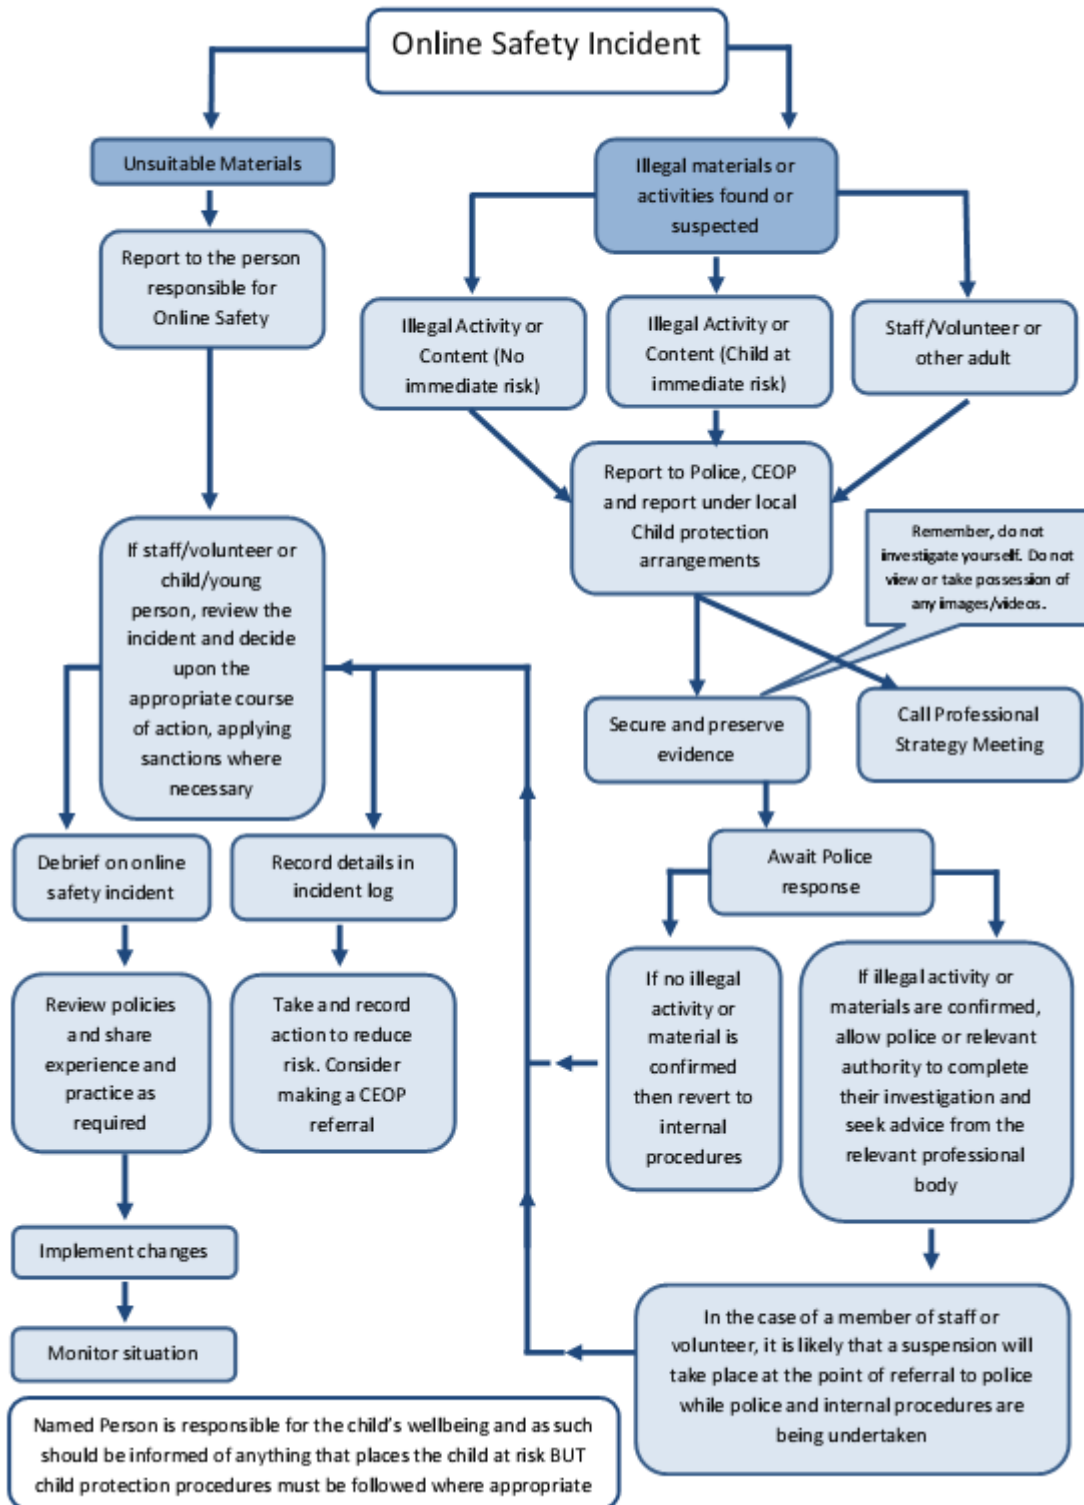 Online Safety Incident
Unsuitable Materials
Illegal materials or
activities found or
suspected
Report to the person
responsible for
Online Safety
Illegal Activity or
Content (No
immediate risk)
Illegal Activity or
Content (Child at
immediate risk)
Staff/Volunteer or
other adult
Report to Police, CEOP
and report under local
Child protection
arrangements
Remember, do not
investigate yourself. Do not
view or take possession of
any images/videos.
If staff/volunteer or
child/young
person, review the
incident and decide
upon the
appropriate course
of action, applying
sanctions where
necessary
Secure and preserve
evidence
Call Professional
Strategy Meeting
Debrief on online
safety incident
Record details in
incident log
Await Police
response
Review policies
and share
experience and
practice as
required
Take and record
action to reduce
risk. Consider
making a CEOP
referral
If no illegal
activity or
material is
confirmed
then revert to
internal
procedures
If illegal activity or
materials are confirmed,
allow police or relevant
authority to complete
their investigation and
seek advice from the
relevant professional
body
Implement changes
Monitor situation
In the case of a member of staff or
volunteer, it is likely that a suspension will
take place at the point of referral to police
while police and internal procedures are
being undertaken
Named Person is responsible for the child's wellbeing and as such
should be informed of anything that places the child at risk BUT
child protection procedures must be followed where appropriate